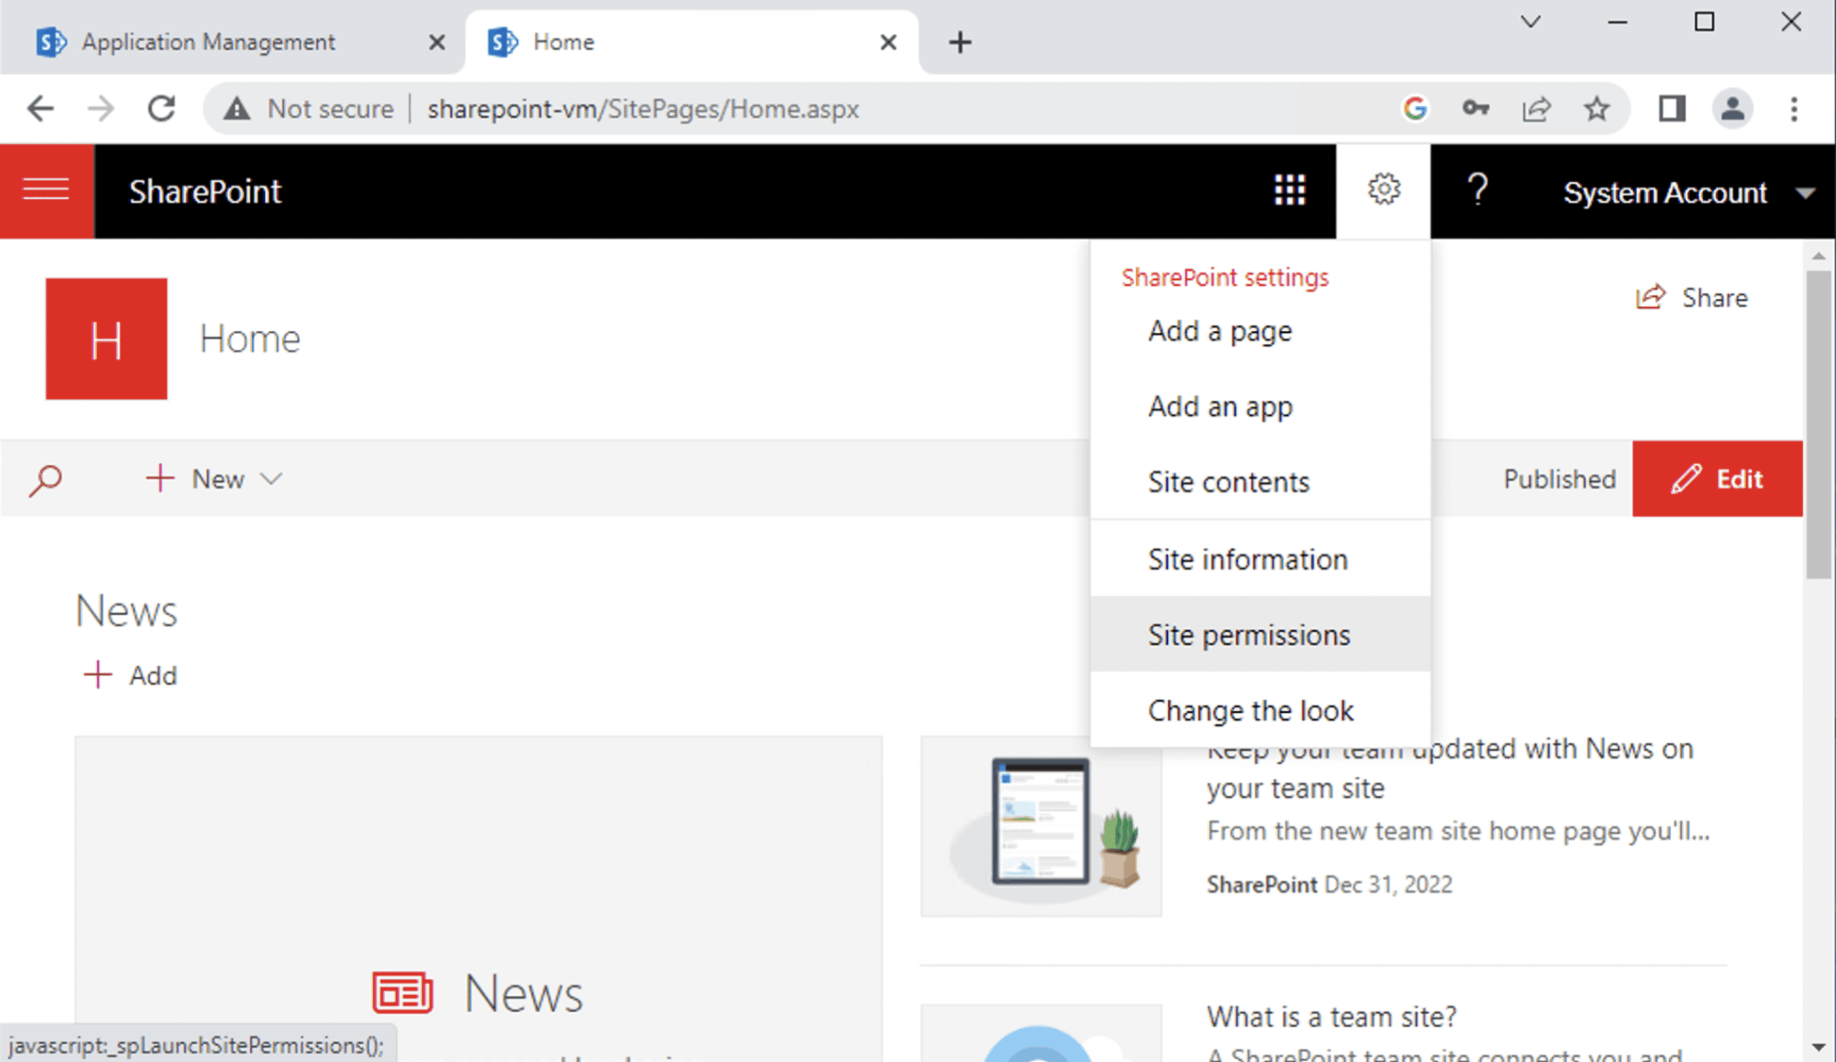 Application Management
Home
Not secure
sharepoint-vm/SitePages/Home.aspx
SharePoint
?
System Account
SharePoint settings
Add a page
Add an app
Site contents
Site information
Site permissions
Change the look
H
Home
Share
New
Published
Edit
News
Add
News
Keep your team updated with News on
your team site
From the new team site home page you'll...
SharePoint Dec 31, 2022
What is a team site?
A SharePoint team site connects you and
javascript:_spLaunchSitePermissions();